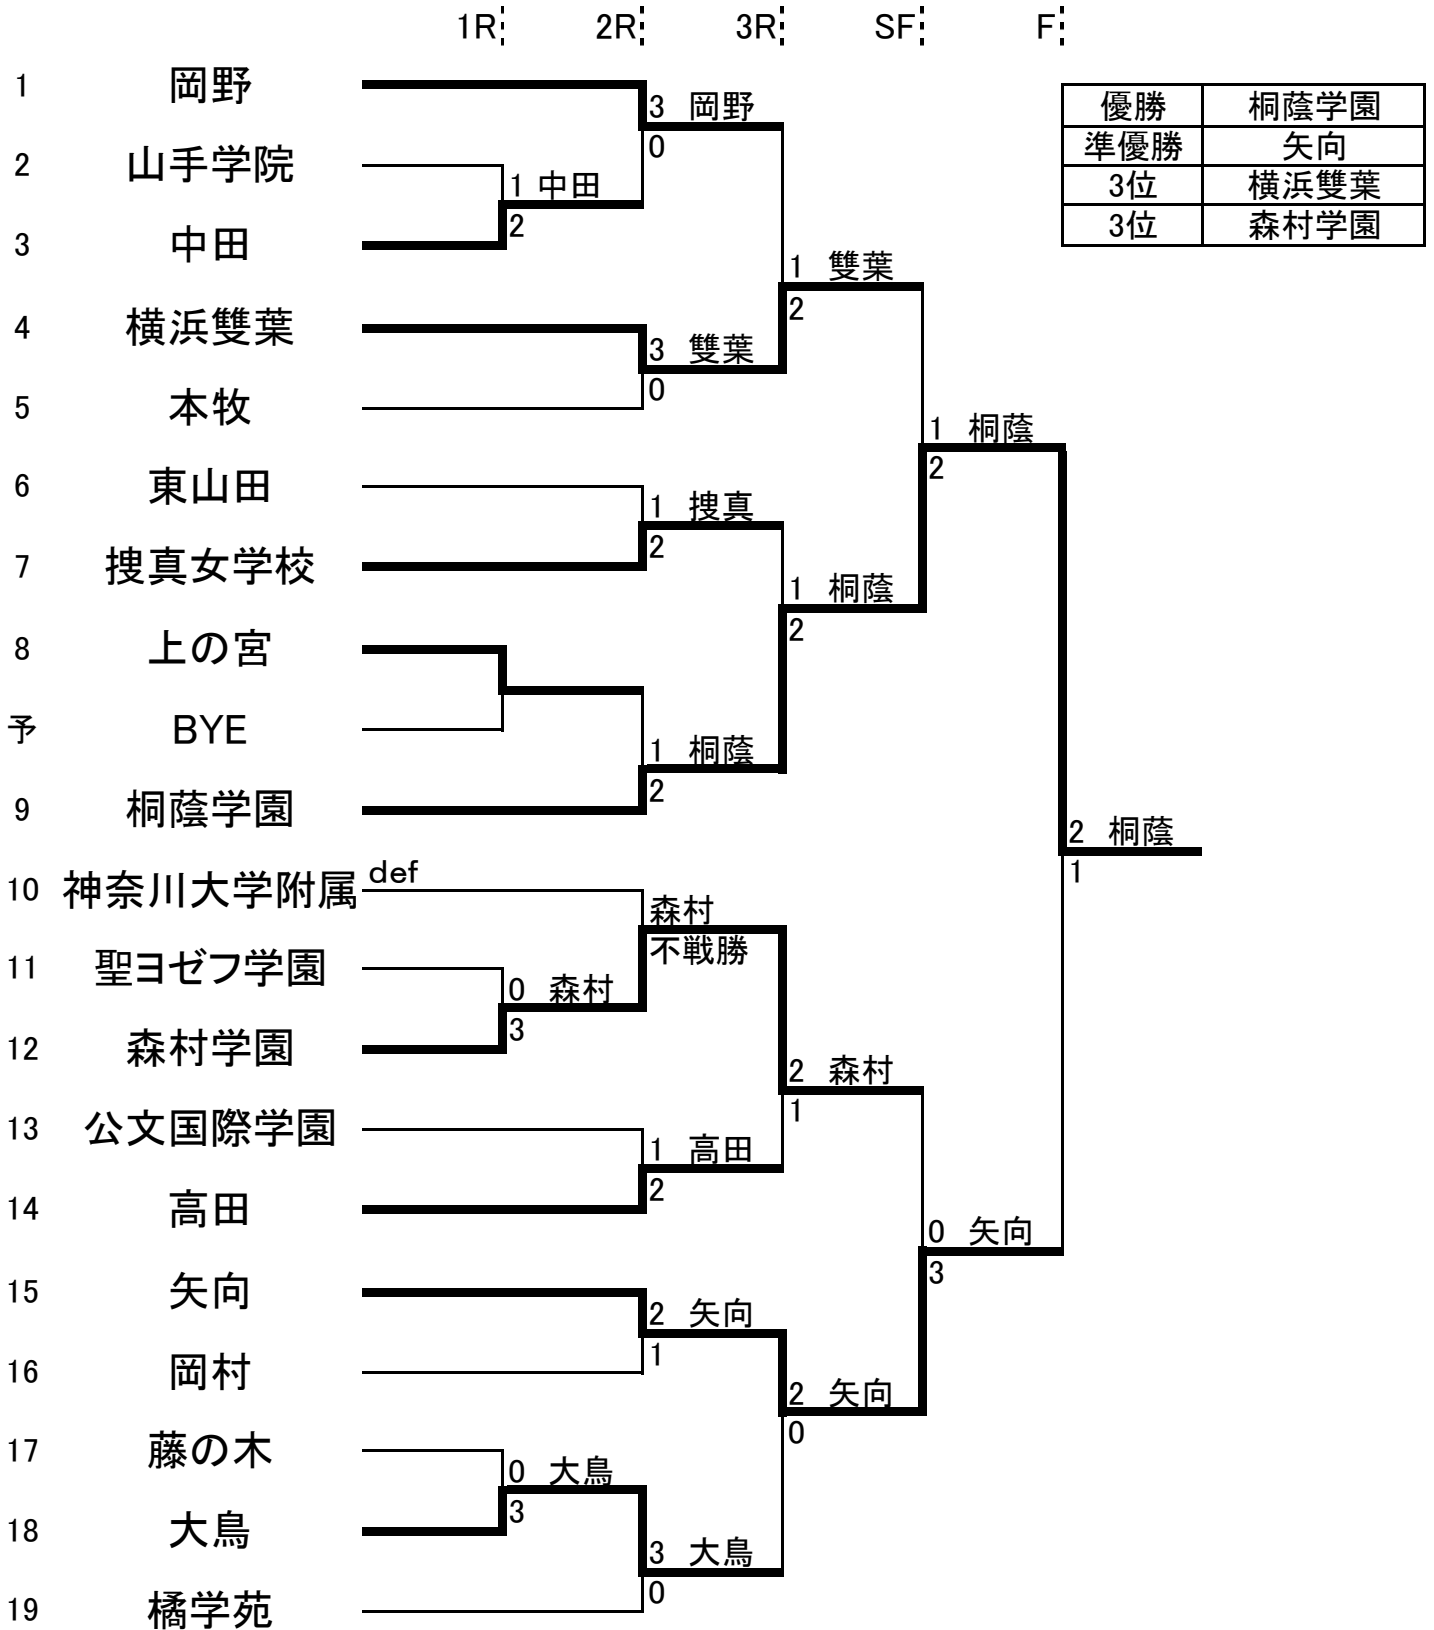 1R 2R 3R SF F
1 岡野
3 岡野
0
優勝 桐蔭学園
準優勝 矢向
3位 横浜雙葉
3位 森村学園
2 山手学院
1 中田
2
3 中田
1 雙葉
2
4 横浜雙葉
3 雙葉
0
5 本牧
1 桐蔭
2
6 東山田
1 捜真
2
7 捜真女学校
1 桐蔭
2
8 上の宮
予 BYE
1 桐蔭
2
9 桐蔭学園
2 桐蔭
1
10 神奈川大学附属 def
森村
不戦勝
11 聖ヨゼフ学園
0 森村
3
12 森村学園
2 森村
1
13 公文国際学園
1 高田
2
14 高田
0 矢向
3
15 矢向
2 矢向
1
16 岡村
2 矢向
0
17 藤の木
0 大鳥
3
18 大鳥
3 大鳥
0
19 橘学苑